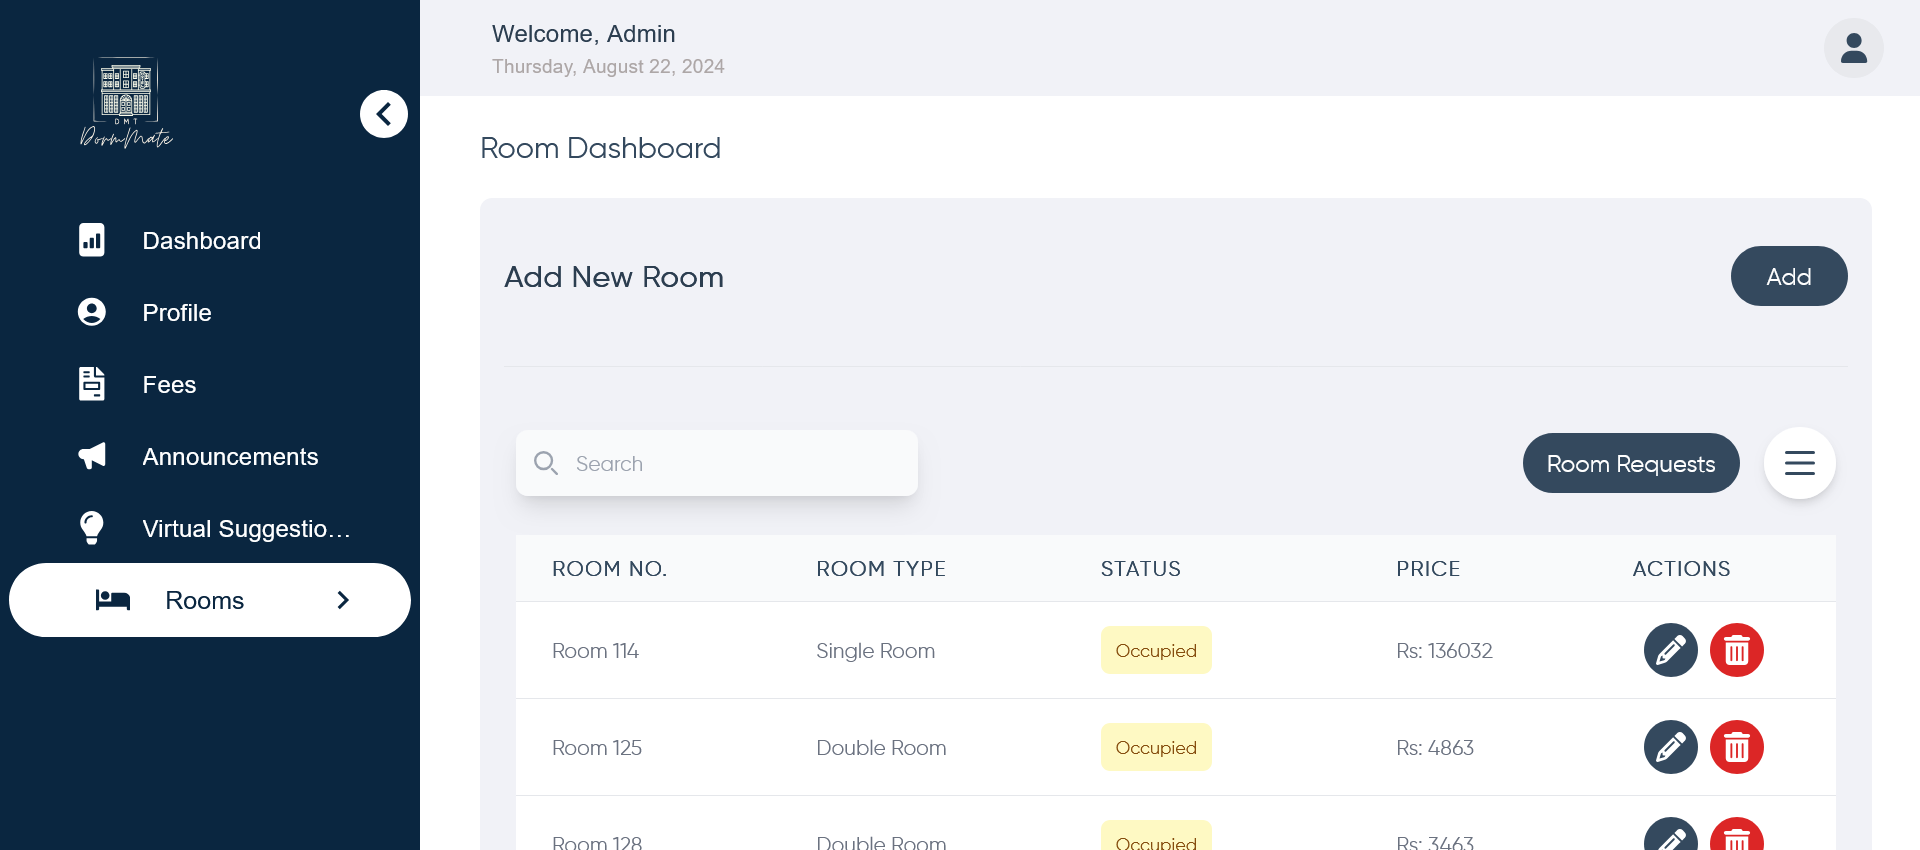 Welcome, Admin
Thursday, August 22, 2024
DMT
DormMate
Dashboard
Profile
Fees
Announcements
Virtual Suggestio...
Rooms
Room Dashboard
Add New Room
Add
Search
Room Requests
ROOM NO. ROOM TYPE STATUS PRICE ACTIONS
Room 114 Single Room Occupied Rs: 136032
Room 125 Double Room Occupied Rs: 4863
Room 128 Double Room Occupied Rs: 3463